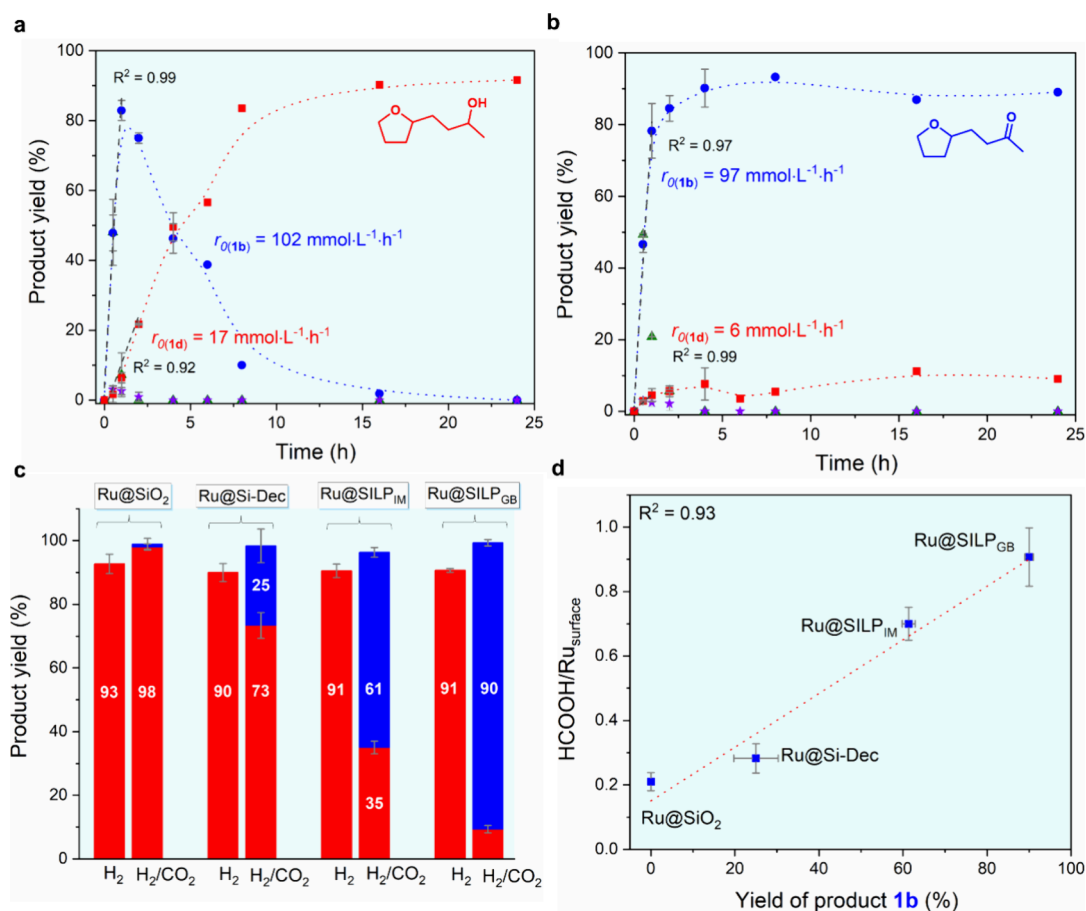 a
Product yield (%)
100
80
60
40
20
0
R² = 0.99
OH
O
r0(1b) = 102 mmol·L⁻¹·h⁻¹
r0(1d) = 17 mmol·L⁻¹·h⁻¹
R² = 0.92
0 5 10 15 20 25
Time (h)
b
Product yield (%)
100
80
60
40
20
0
O
O
R² = 0.97
r0(1b) = 97 mmol·L⁻¹·h⁻¹
r0(1d) = 6 mmol·L⁻¹·h⁻¹
R² = 0.99
0 5 10 15 20 25
Time (h)
c
Ru@SiO₂ Ru@Si-Dec Ru@SILPIM Ru@SILPGB
Product yield (%)
100
80
60
40
20
0
25
93 98 90 73 91 61 91 90
35
H₂ H₂/CO₂ H₂ H₂/CO₂ H₂ H₂/CO₂ H₂ H₂/CO₂
d
HCOOH/Rusurface
1.0
0.8
0.6
0.4
0.2
0.0
R² = 0.93
Ru@SILPGB
Ru@SILPIM
Ru@Si-Dec
Ru@SiO₂
0 20 40 60 80 100
Yield of product 1b (%)